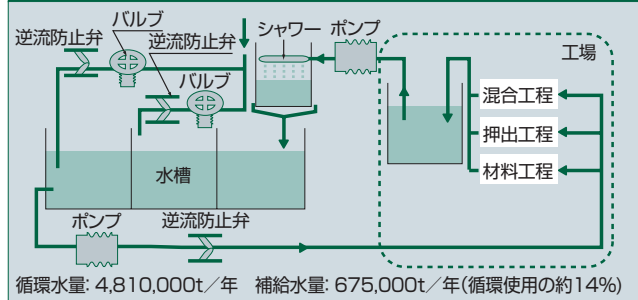 バルブ
逆流防止弁
逆流防止弁
バルブ
シャワー
ポンプ
工場
混合工程
押出工程
材料工程
水槽
ポンプ
逆流防止弁
循環水量: 4,810,000t／年 補給水量: 675,000t／年(循環使用の約14%)